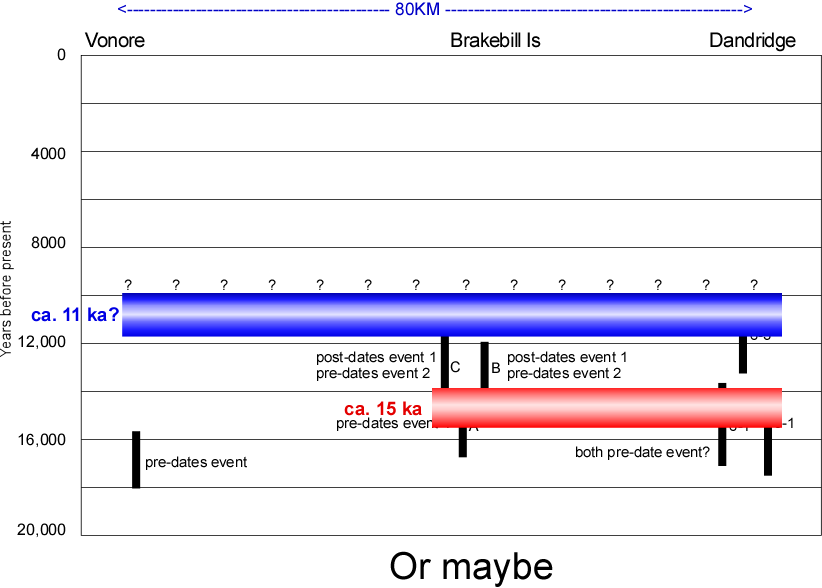 <----------------------------------------------- 80KM ----------------------------------------------->
Vonore Brakebill Is Dandridge
0
4000
8000
12,000
16,000
20,000
Years before present
? ? ? ? ? ? ? ? ? ? ? ? ? ?
ca. 11 ka?
post-dates event 1
pre-dates event 2
C
B
post-dates event 1
pre-dates event 2
ca. 15 ka
pre-dates even
A
-1
both pre-date event?
pre-dates event
Or maybe